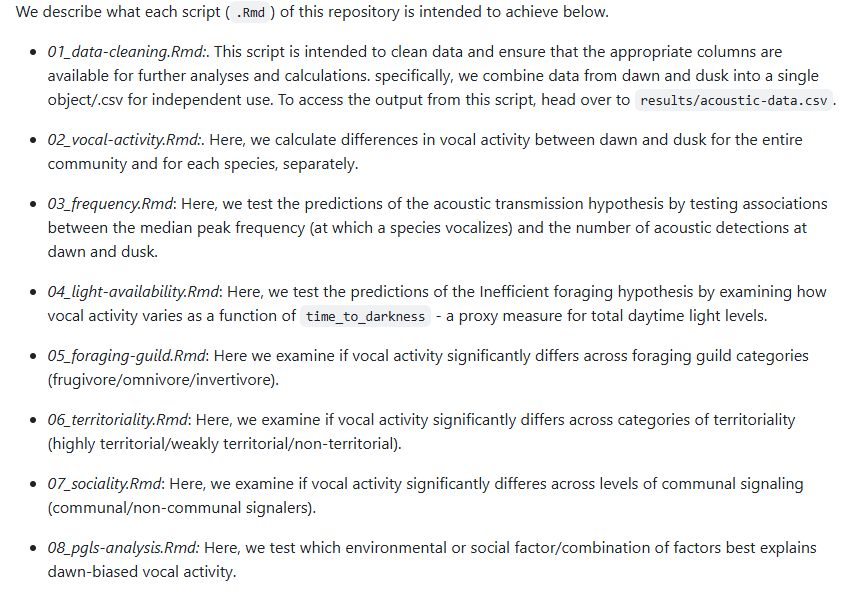 We describe what each script ( .Rmd ) of this repository is intended to achieve below.
• 01_data-cleaning.Rmd:. This script is intended to clean data and ensure that the appropriate columns are
available for further analyses and calculations. specifically, we combine data from dawn and dusk into a single
object/.csv for independent use. To access the output from this script, head over to results/acoustic-data.csv .
• 02_vocal-activity.Rmd:. Here, we calculate differences in vocal activity between dawn and dusk for the entire
community and for each species, separately.
• 03_frequency.Rmd: Here, we test the predictions of the acoustic transmission hypothesis by testing associations
between the median peak frequency (at which a species vocalizes) and the number of acoustic detections at
dawn and dusk.
• 04_light-availability.Rmd: Here, we test the predictions of the Inefficient foraging hypothesis by examining how
vocal activity varies as a function of time_to_darkness - a proxy measure for total daytime light levels.
• 05_foraging-guild.Rmd: Here we examine if vocal activity significantly differs across foraging guild categories
(frugivore/omnivore/invertivore).
• 06_territoriality.Rmd: Here, we examine if vocal activity significantly differs across categories of territoriality
(highly territorial/weakly territorial/non-territorial).
• 07_sociality.Rmd: Here, we examine if vocal activity significantly differes across levels of communal signaling
(communal/non-communal signalers).
• 08_pgls-analysis.Rmd: Here, we test which environmental or social factor/combination of factors best explains
dawn-biased vocal activity.